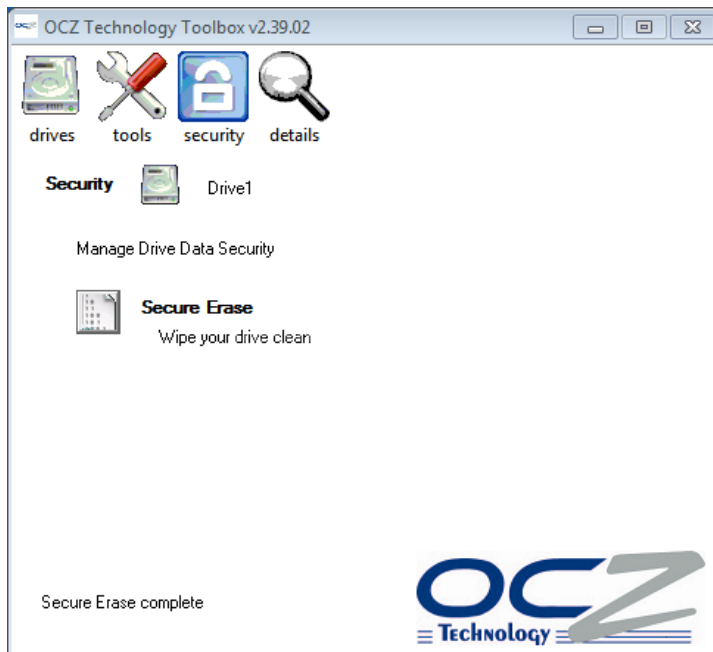 OCZ Technology Toolbox v2.39.02
drives tools security details
Security Drive1
Manage Drive Data Security
Secure Erase
Wipe your drive clean
Secure Erase complete
OCZ
Technology